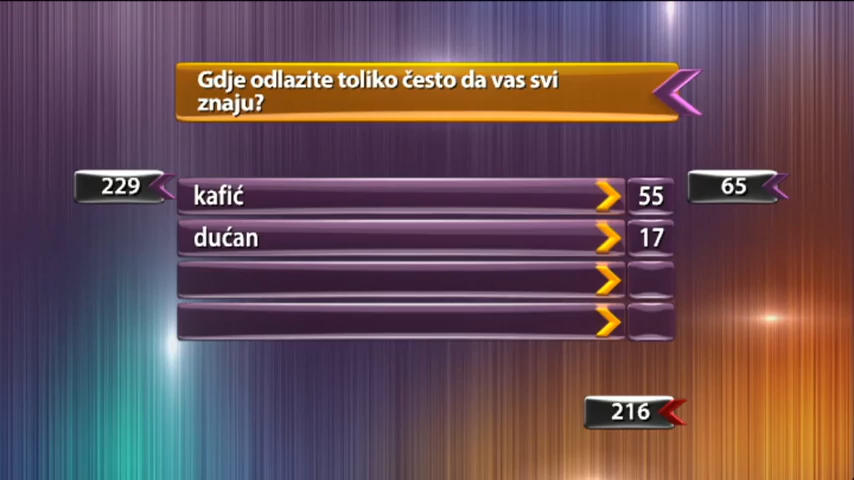 Gdje odlazite toliko često da vas svi
znaju?
229
65
kafić 55
dućan 17
216